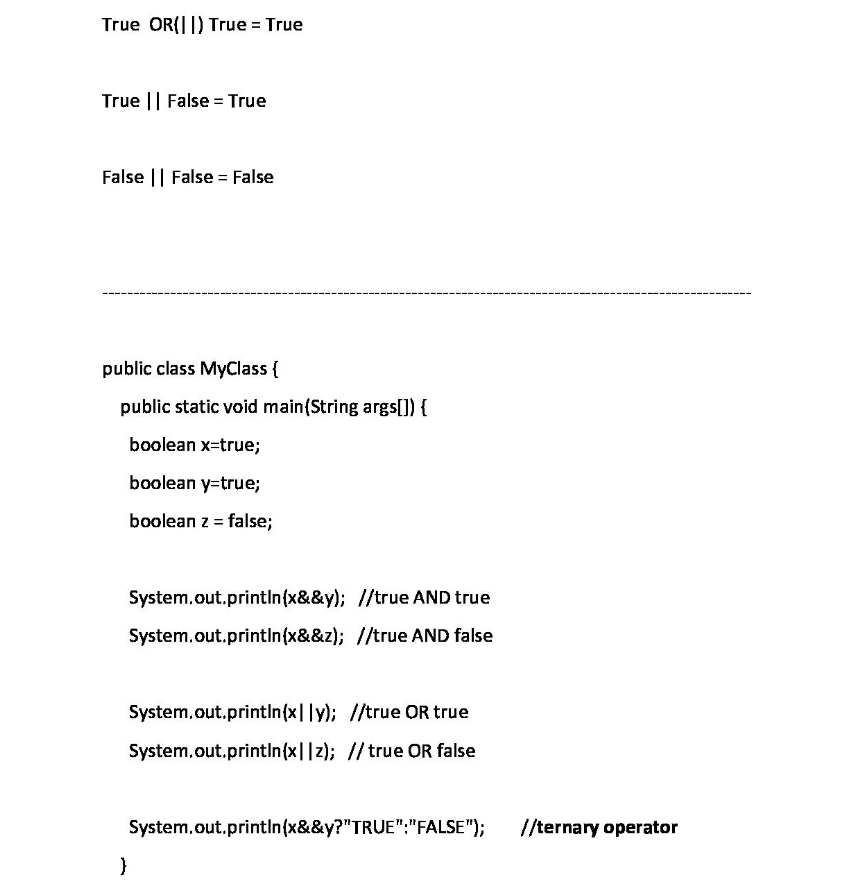 True  OR(||) True = True
True || False = True
False || False = False
-----------------------------------------------------------------------------------------------------------
public class MyClass {
public static void main(String args[]) {
boolean x=true;
boolean y=true;
boolean z = false;
System.out.println(x&&y);  //true AND true
System.out.println(x&&z);  //true AND false
System.out.println(x||y);  //true OR true
System.out.println(x||z);  // true OR false
System.out.println(x&&y?"TRUE":"FALSE");      //ternary operator
}